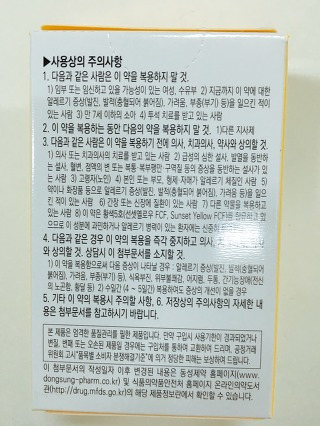 ▶사용상의 주의사항
1. 다음과 같은 사람은 이 약을 복용하지 말 것.
1) 임부 또는 임신하고 있을 가능성이 있는 여성, 수유부 2) 지금까지 이 약에 대한
알레르기 증상(발진, 발적(충혈되어 붉어짐), 가려움, 부종(부기) 등)을 일으킨 적이
있는 사람 3) 만 7세 이하의 소아 4) 투석 치료를 받고 있는 사람
2. 이 약을 복용하는 동안 다음의 약을 복용하지 말 것. 1)다른 지사제
3. 다음과 같은 사람은 이 약을 복용하기 전에 의사, 치과의사, 약사와 상의할 것.
1) 의사 또는 치과의사의 치료를 받고 있는 사람 2) 급성의 심한 설사, 발열을 동반하
는 설사, 혈변, 점액의 변 또는 복통·복부팽만·구역질 등의 증상을 동반하는 설사가 있
는 사람 3) 고령자(노인) 4) 본인 또는 부모, 형제·자매가 알레르기 체질인 사람 5)
약이나 화장품 등으로 알레르기 증상(발진, 발적(충혈되어 붉어짐), 가려움 등)을 일으
킨 적이 있는 사람 6) 간장 또는 신장에 질환이 있는 사람 7) 다른 약물을 복용하고
있는 사람 8) 이 약은 황색5호(선셋옐로우 FCF, Sunset Yellow FCF)를 함유하고 있
으므로 이 성분에 과민하거나 알레르기 병력이 있는 환자에는 신중히
4. 다음과 같은 경우 이 약의 복용을 즉각 중지하고 의사,
와 상의할 것. 상담시 이 첨부문서를 소지할 것.
1) 이 약을 복용함으로써 다음 증상이 나타날 경우 : 알레르기 증상(발진, 발적(충혈되어
붉어짐), 가려움, 부종(부기) 등), 식욕부진, 위부불쾌감, 어지럼, 두통, 간기능장애(전신
의 노곤함, 황달 등) 2) 수일간 (4 ~ 5일간) 복용하여도 증상의 개선이 없을 경우
5. 기타 이 약의 복용시 주의할 사항, 6. 저장상의 주의사항의 자세한 내
용은 첨부문서를 참고하시기 바랍니다.
본 제품은 엄격한 품질관리를 필한 제품입니다. 만약 구입시 사용기한이 경과되었거나
변질, 변패 또는 오손된 제품일 경우에는 구입처를 통하여 교환하여 드리며, 공정거래
위원회 고시"품목별 소비자 분쟁해결기준"에 의거 정당한 피해는 보상하여 드립니다.
이 첨부문서의 작성일자 이후 변경된 내용은 동성제약 홈페이지(www.
dongsung-pharm.co.kr) 및 식품의약품안전처 홈페이지 온라인의약도서
관(http://drug.mfds.go.kr)의 해당 제품정보란에서 확인할 수 있습니다.